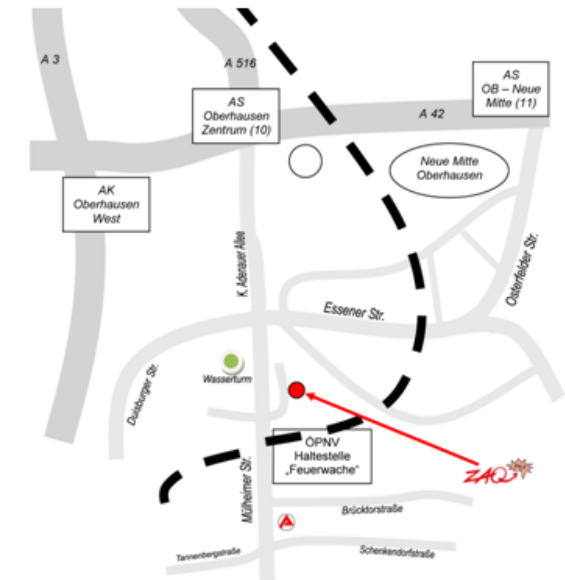 A 3
A 516
AS
OB – Neue
Mitte (11)
AS
Oberhausen
Zentrum (10)
A 42
Neue Mitte
Oberhausen
AK
Oberhausen
West
K. Adenauer Allee
Osterfelder Str.
Essener Str.
Wasserturm
Duisburger Str.
ÖPNV
Haltestelle
„Feuerwache“
ZAQ
Mülheimer Str.
Brücktorstraße
Tannenbergstraße
Schenkendorfstraße